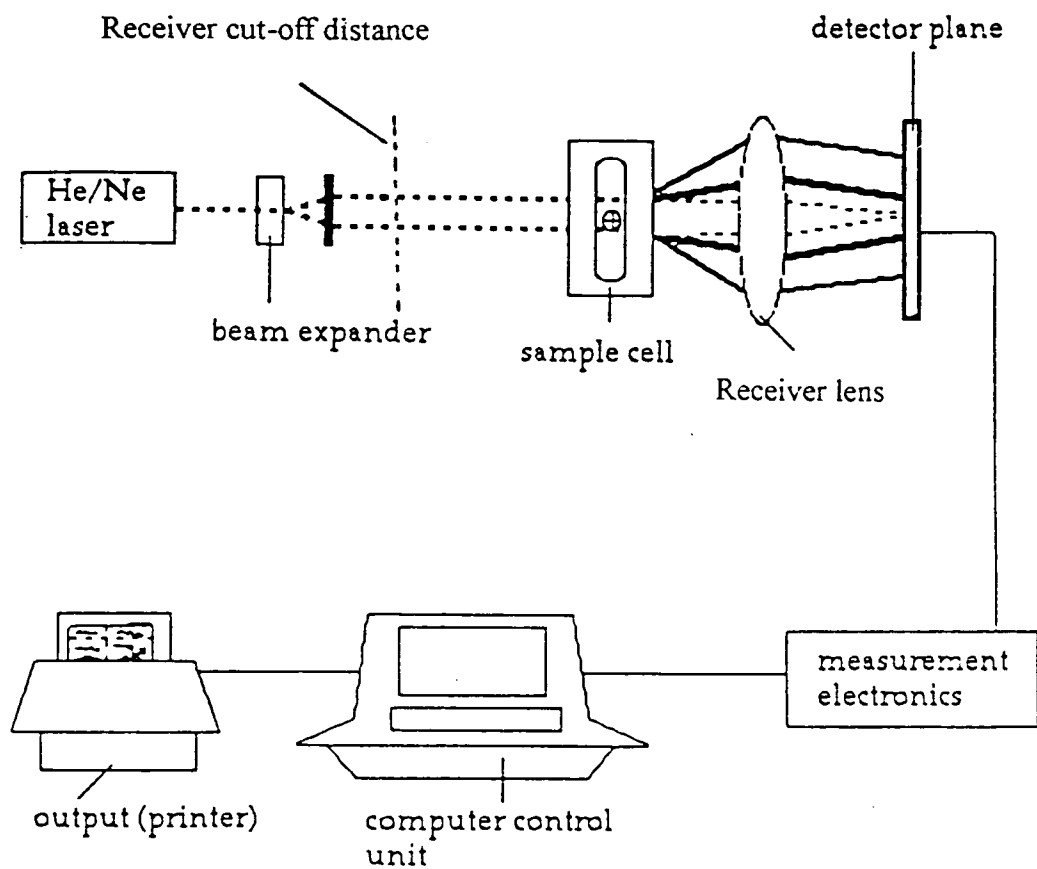 Receiver cut-off distance
detector plane
He/Ne
laser
beam expander
sample cell
Receiver lens
measurement
electronics
output (printer)
computer control
unit